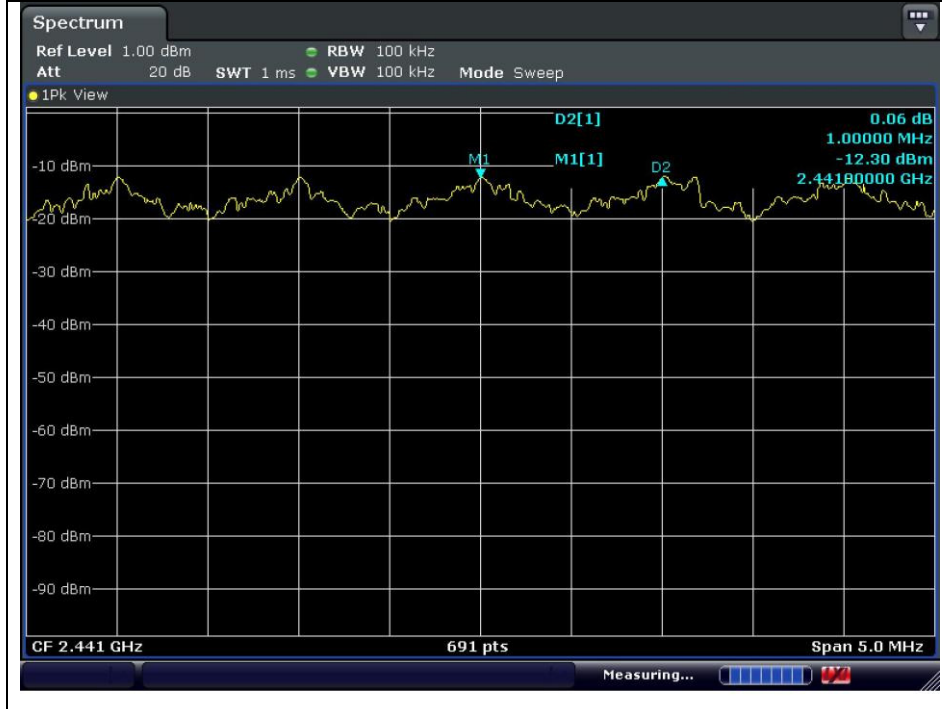 Spectrum
Ref Level 1.00 dBm RBW 100 kHz
Att 20 dB SWT 1 ms VBW 100 kHz Mode Sweep
1Pk View
D2[1] 0.06 dB
1.00000 MHz
M1[1] -12.30 dBm
2.44100000 GHz
M1
D2
-10 dBm
-20 dBm
-30 dBm
-40 dBm
-50 dBm
-60 dBm
-70 dBm
-80 dBm
-90 dBm
CF 2.441 GHz 691 pts Span 5.0 MHz
Measuring...